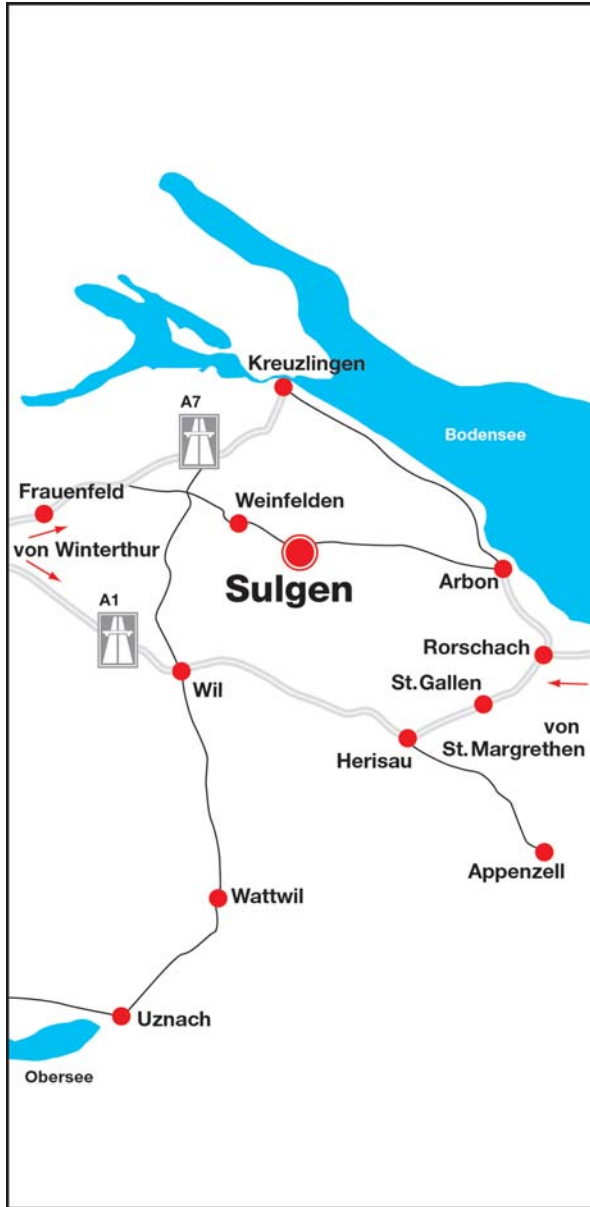 Kreuzlingen
A7
Bodensee
Frauenfeld
Weinfelden
von Winterthur
Sulgen
Arbon
A1
Rorschach
Wil
St.Gallen
von
St.Margrethen
Herisau
Appenzell
Wattwil
Uznach
Obersee